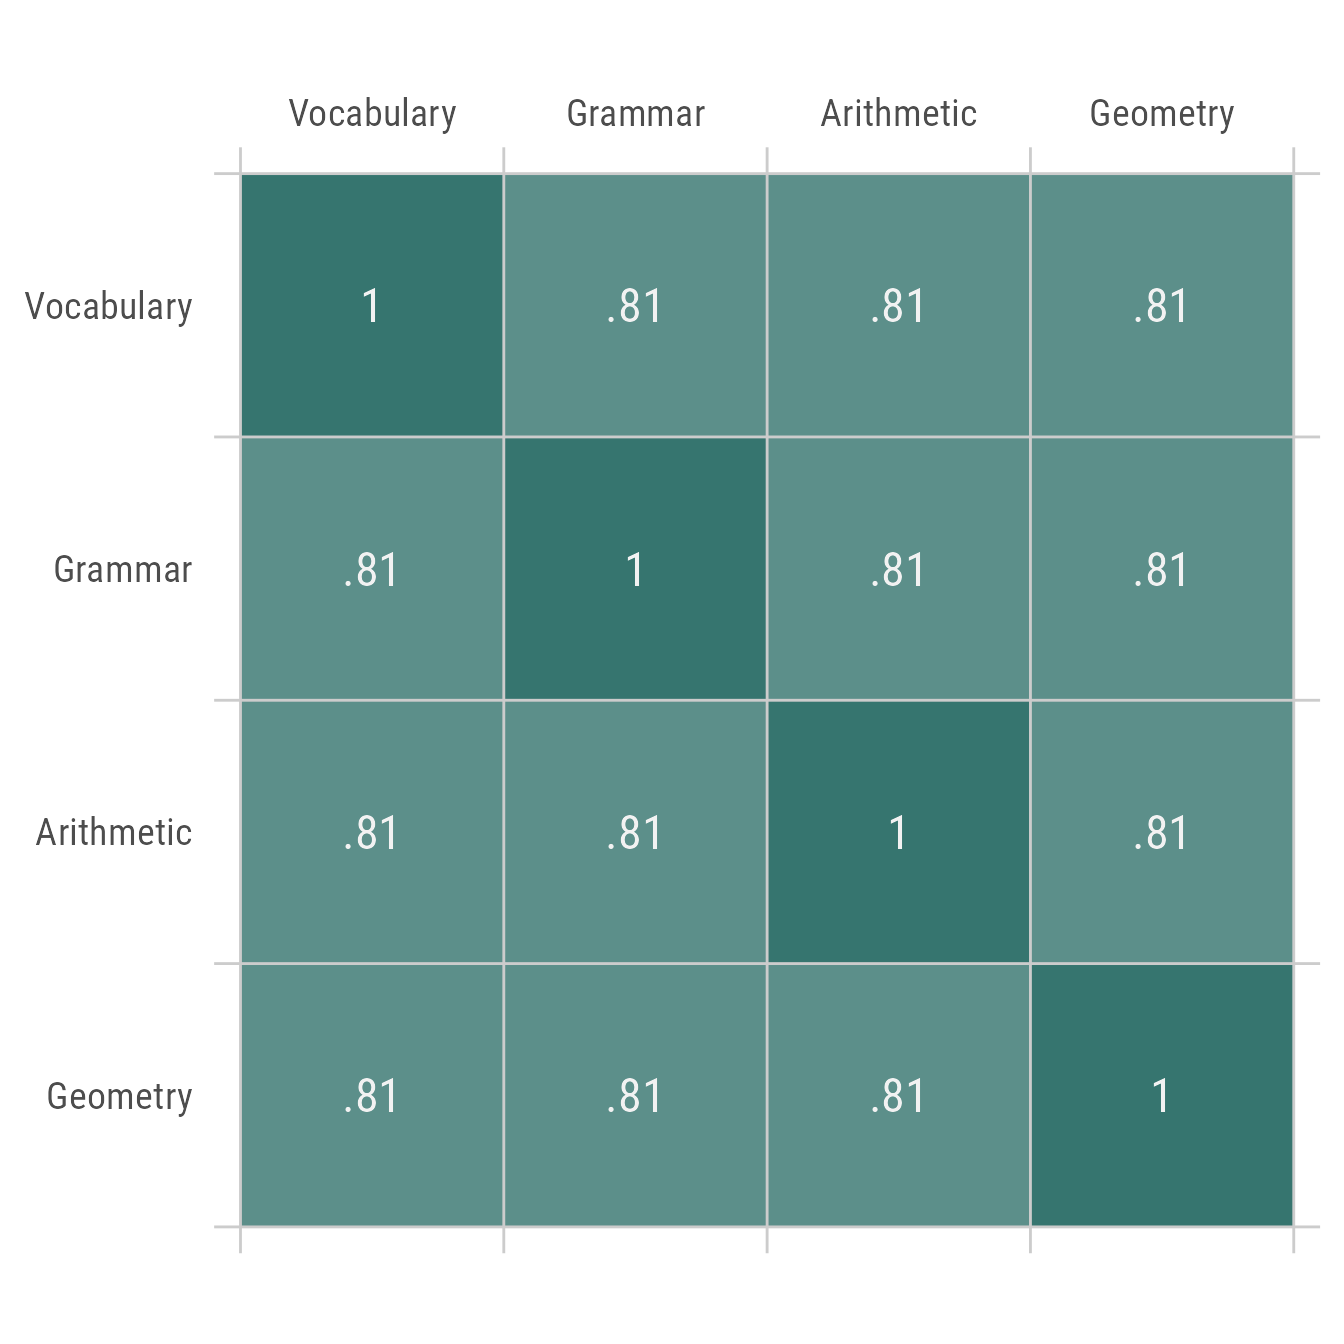 Vocabulary Grammar Arithmetic Geometry
Vocabulary 1 .81 .81 .81
Grammar .81 1 .81 .81
Arithmetic .81 .81 1 .81
Geometry .81 .81 .81 1